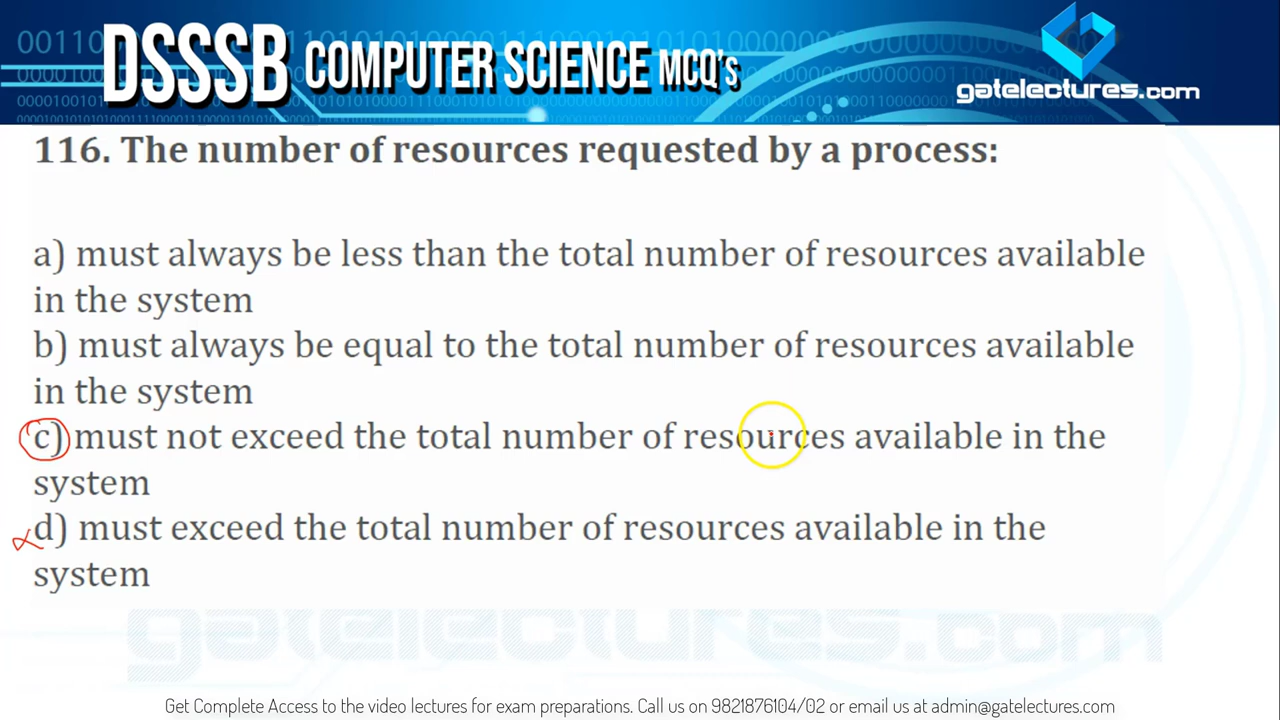 DSSSB COMPUTER SCIENCE MCQ's
gatelectures.com
116. The number of resources requested by a process:
a) must always be less than the total number of resources available
in the system
b) must always be equal to the total number of resources available
in the system
c) must not exceed the total number of resources available in the
system
d) must exceed the total number of resources available in the
system
gatelectures.com
Get Complete Access to the video lectures for exam preparations. Call us on 9821876104/02 or email us at admin@gatelectures.com